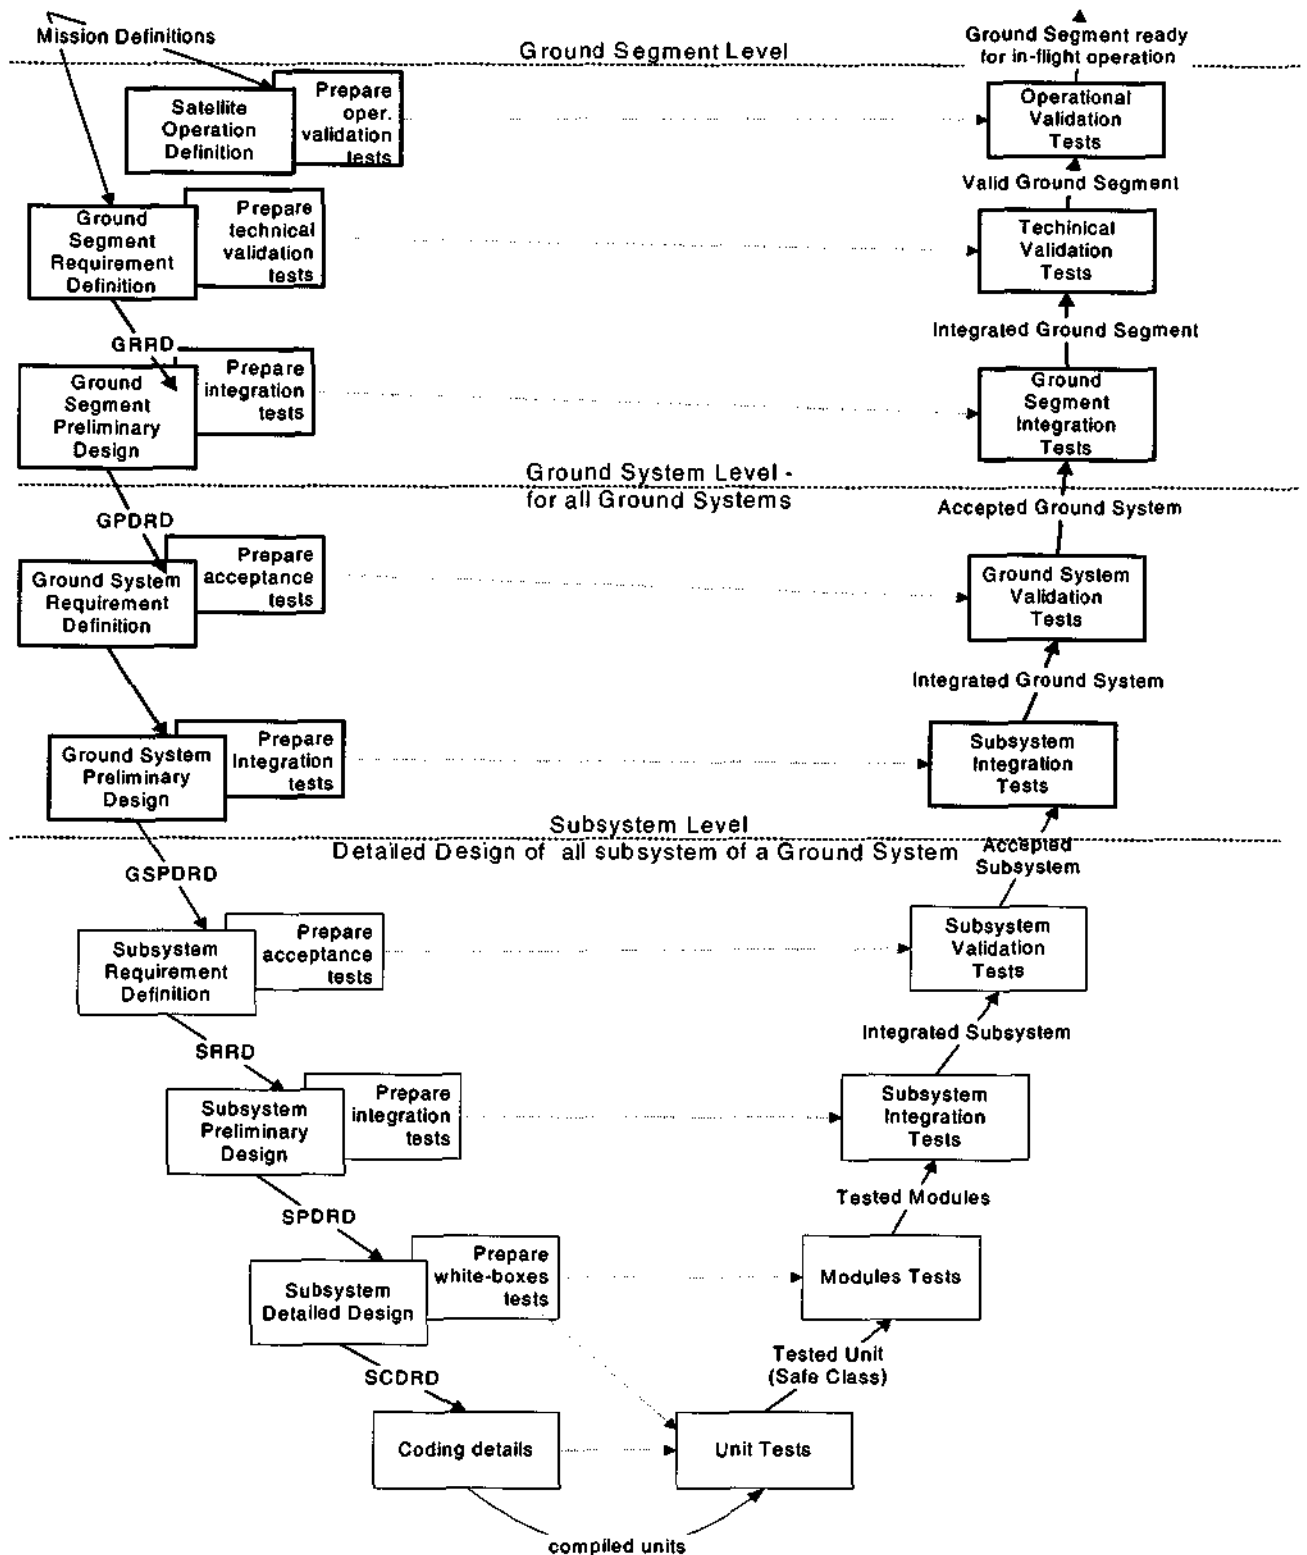 Mission Definitions
Ground Segment Level
Ground Segment ready
for in-flight operation
Satellite
Operation
Definition
Prepare
oper.
validation
tests
Operational
Validation
Tests
Valid Ground Segment
Ground
Segment
Requirement
Definition
Prepare
technical
validation
tests
Techinical
Validation
Tests
GRRD
Integrated Ground Segment
Ground
Segment
Preliminary
Design
Prepare
integration
tests
Ground
Segment
Integration
Tests
Ground System Level -
for all Ground Systems
GPDRD
Accepted Ground System
Ground System
Requirement
Definition
Prepare
acceptance
tests
Ground System
Validation
Tests
Integrated Ground System
Ground System
Preliminary
Design
Prepare
Integration
tests
Subsystem
Integration
Tests
Subsystem Level
Detailed Design of all subsystem of a Ground System
Accepted
Subsystem
GSPDRD
Subsystem
Requirement
Definition
Prepare
acceptance
tests
Subsystem
Validation
Tests
SRRD
Integrated Subsystem
Subsystem
Preliminary
Design
Prepare
integration
tests
Subsystem
Integration
Tests
SPDRD
Tested Modules
Subsystem
Detailed Design
Prepare
white-boxes
tests
Modules Tests
SCDRD
Tested Unit
(Safe Class)
Coding details
Unit Tests
compiled units